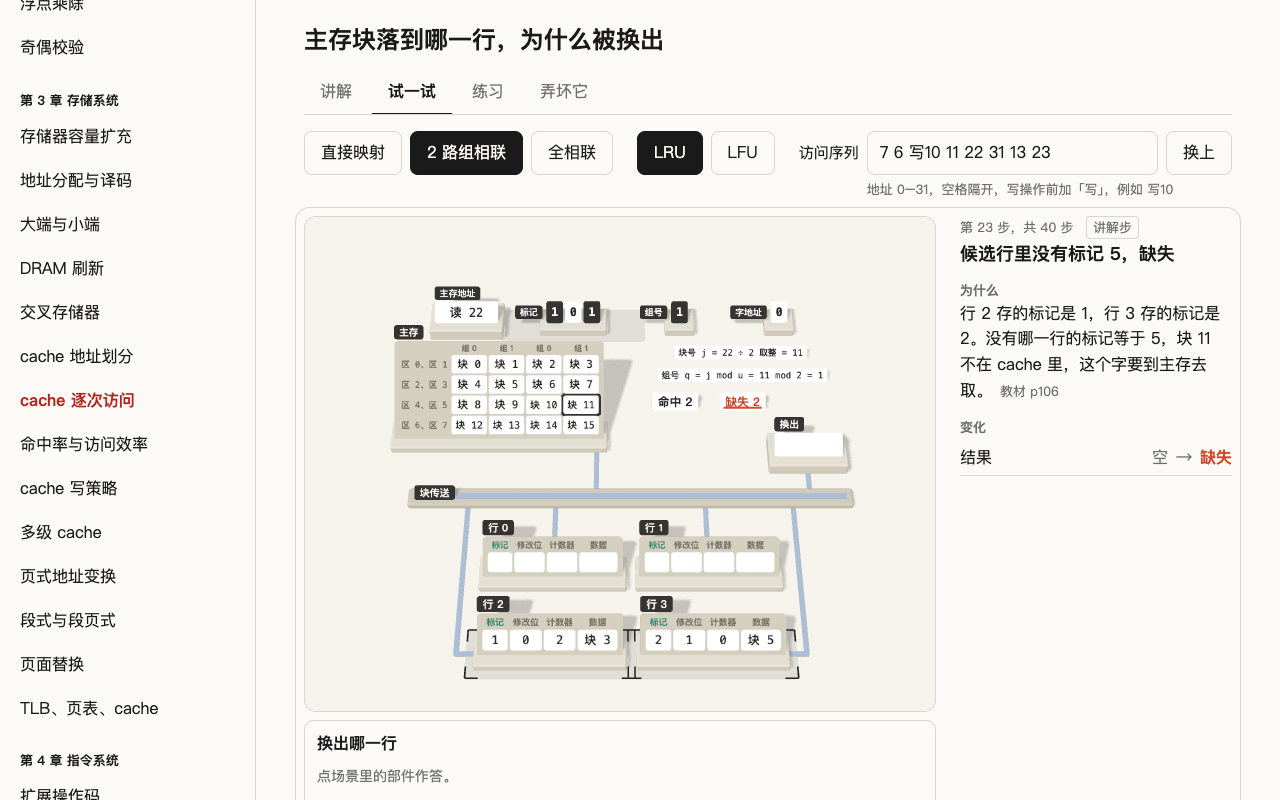 浮点乘除
奇偶校验
第 3 章 存储系统
存储器容量扩充
地址分配与译码
大端与小端
DRAM 刷新
交叉存储器
cache 地址划分
cache 逐次访问
命中率与访问效率
cache 写策略
多级 cache
页式地址变换
段式与段页式
页面替换
TLB、页表、cache
第 4 章 指令系统
扩展操作码
主存块落到哪一行，为什么被换出
讲解 试一试 练习 弄坏它
直接映射 2 路组相联 全相联 LRU LFU 访问序列 7 6 写10 11 22 31 13 23 换上
地址 0—31，空格隔开，写操作前加「写」，例如 写10
主存地址
读 22 标记 1 0 1 组号 1 字地址 0
主存
组 0 组 1 组 0 组 1
区 0、区 1 块 0 块 1 块 2 块 3
区 2、区 3 块 4 块 5 块 6 块 7
区 4、区 5 块 8 块 9 块 10 块 11
区 6、区 7 块 12 块 13 块 14 块 15
块号 j = 22 ÷ 2 取整 = 11
组号 q = j mod u = 11 mod 2 = 1
命中 2 缺失 2
换出
块传送
行 0 行 1
标记 修改位 计数器 数据 标记 修改位 计数器 数据
行 2 行 3
标记 修改位 计数器 数据 标记 修改位 计数器 数据
1 0 2 块 3 2 1 0 块 5
换出哪一行
点场景里的部件作答。
第 23 步，共 40 步 讲解步
候选行里没有标记 5，缺失
为什么
行 2 存的标记是 1，行 3 存的标记是
2。没有哪一行的标记等于 5，块 11
不在 cache 里，这个字要到主存去
取。 教材 p106
变化
结果 空 → 缺失